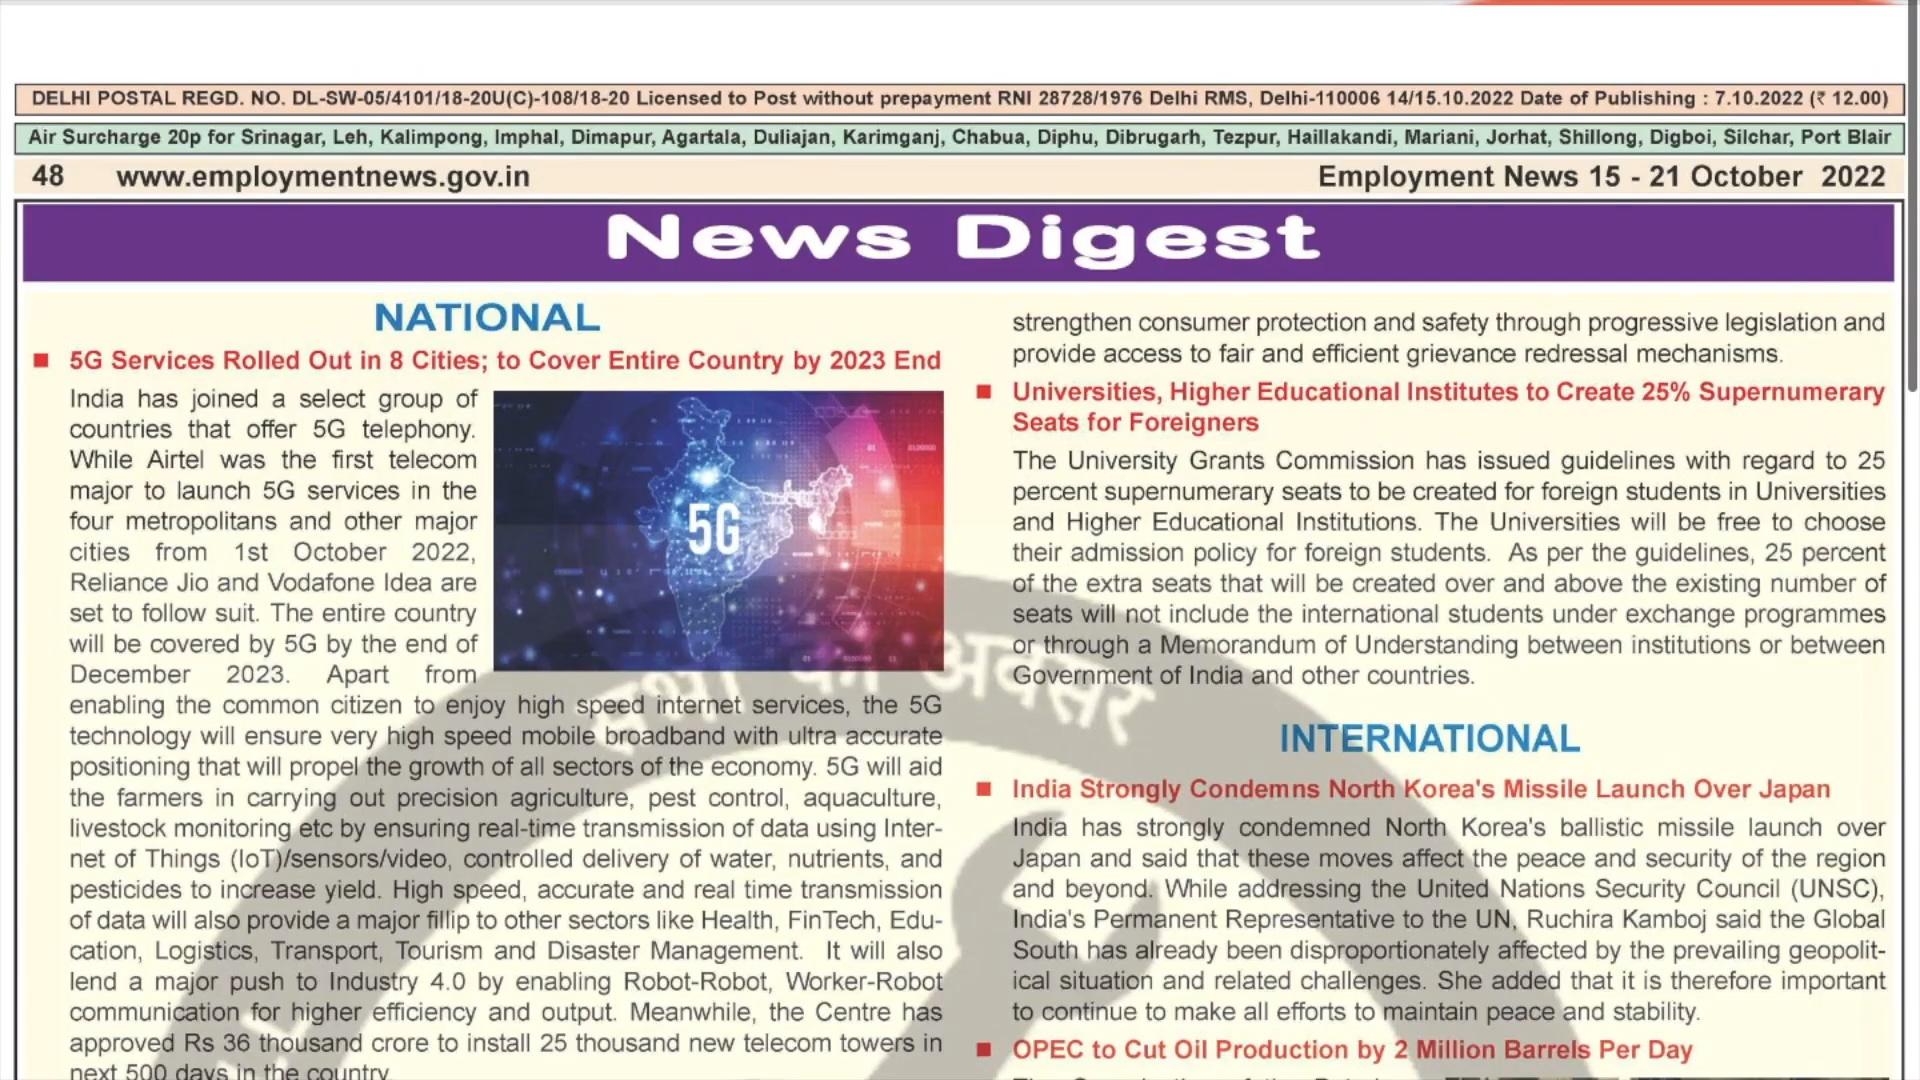 DELHI POSTAL REGD. NO. DL-SW-05/4101/18-20U(C)-108/18-20 Licensed to Post without prepayment RNI 28728/1976 Delhi RMS, Delhi-110006 14/15.10.2022 Date of Publishing : 7.10.2022 (₹ 12.00)
Air Surcharge 20p for Srinagar, Leh, Kalimpong, Imphal, Dimapur, Agartala, Duliajan, Karimganj, Chabua, Diphu, Dibrugarh, Tezpur, Haillakandi, Mariani, Jorhat, Shillong, Digboi, Silchar, Port Blair
48 www.employmentnews.gov.in Employment News 15 - 21 October 2022
News Digest
NATIONAL
■ 5G Services Rolled Out in 8 Cities; to Cover Entire Country by 2023 End
India has joined a select group of
countries that offer 5G telephony.
While Airtel was the first telecom
major to launch 5G services in the
four metropolitans and other major
cities from 1st October 2022,
Reliance Jio and Vodafone Idea are
set to follow suit. The entire country
will be covered by 5G by the end of
December 2023. Apart from
5G
enabling the common citizen to enjoy high speed internet services, the 5G
technology will ensure very high speed mobile broadband with ultra accurate
positioning that will propel the growth of all sectors of the economy. 5G will aid
the farmers in carrying out precision agriculture, pest control, aquaculture,
livestock monitoring etc by ensuring real-time transmission of data using Inter-
net of Things (IoT)/sensors/video, controlled delivery of water, nutrients, and
pesticides to increase yield. High speed, accurate and real time transmission
of data will also provide a major fillip to other sectors like Health, FinTech, Edu-
cation, Logistics, Transport, Tourism and Disaster Management. It will also
lend a major push to Industry 4.0 by enabling Robot-Robot, Worker-Robot
communication for higher efficiency and output. Meanwhile, the Centre has
approved Rs 36 thousand crore to install 25 thousand new telecom towers in
next 500 days in the country.
strengthen consumer protection and safety through progressive legislation and
provide access to fair and efficient grievance redressal mechanisms.
■ Universities, Higher Educational Institutes to Create 25% Supernumerary
Seats for Foreigners
The University Grants Commission has issued guidelines with regard to 25
percent supernumerary seats to be created for foreign students in Universities
and Higher Educational Institutions. The Universities will be free to choose
their admission policy for foreign students. As per the guidelines, 25 percent
of the extra seats that will be created over and above the existing number of
seats will not include the international students under exchange programmes
or through a Memorandum of Understanding between institutions or between
Government of India and other countries.
INTERNATIONAL
■ India Strongly Condemns North Korea's Missile Launch Over Japan
India has strongly condemned North Korea's ballistic missile launch over
Japan and said that these moves affect the peace and security of the region
and beyond. While addressing the United Nations Security Council (UNSC),
India's Permanent Representative to the UN, Ruchira Kamboj said the Global
South has already been disproportionately affected by the prevailing geopolit-
ical situation and related challenges. She added that it is therefore important
to continue to make all efforts to maintain peace and stability.
■ OPEC to Cut Oil Production by 2 Million Barrels Per Day
का अवसर